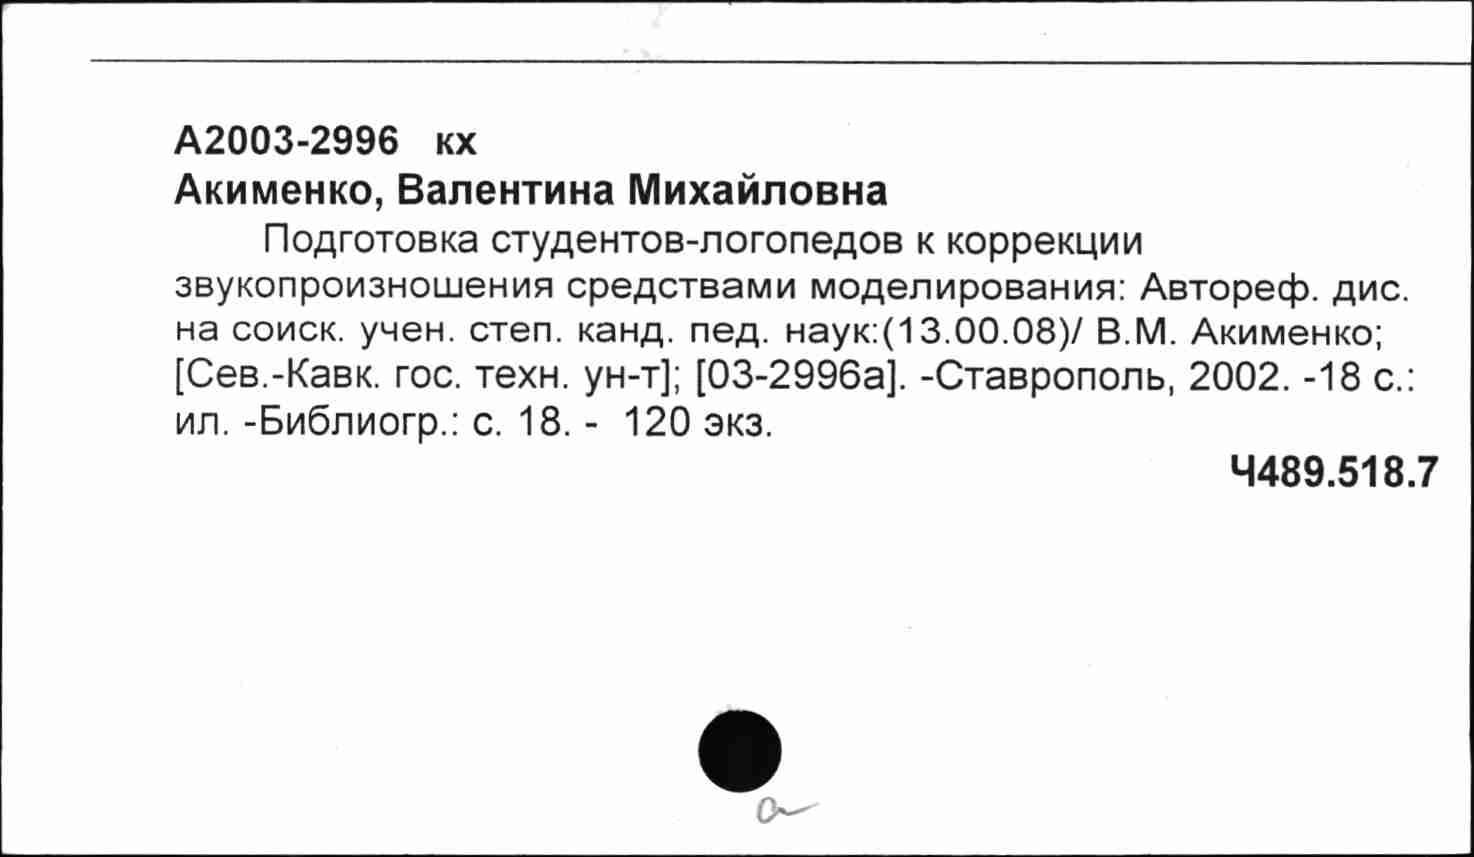 А2003-2996 кх
Акименко, Валентина Михайловна
Подготовка студентов-логопедов к коррекции
звукопроизношения средствами моделирования: Автореф. дис.
на соиск. учен. степ. канд. пед. наук:(13.00.08)/ В.М. Акименко;
[Сев.-Кавк. гос. техн. ун-т]; [03-2996а]. -Ставрополь, 2002. -18 с.:
ил. -Библиогр.: с. 18. - 120 экз.
Ч489.518.7
а